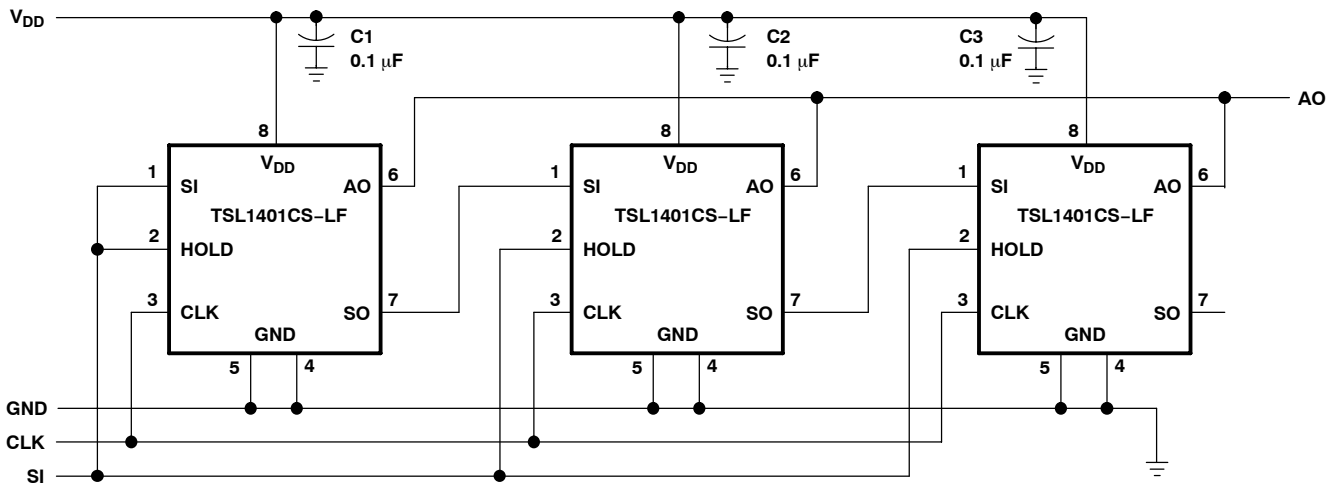 VDD
C1
0.1 μF
C2
0.1 μF
C3
0.1 μF
AO
8
VDD
1
SI
AO
6
TSL1401CS–LF
2
HOLD
3
CLK
SO
7
GND
5
4
8
VDD
1
SI
AO
6
TSL1401CS–LF
2
HOLD
3
CLK
SO
7
GND
5
4
8
VDD
1
SI
AO
6
TSL1401CS–LF
2
HOLD
3
CLK
SO
7
GND
5
4
GND
CLK
SI